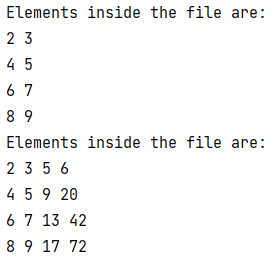 Elements inside the file are:
2 3
4 5
6 7
8 9
Elements inside the file are:
2 3 5 6
4 5 9 20
6 7 13 42
8 9 17 72